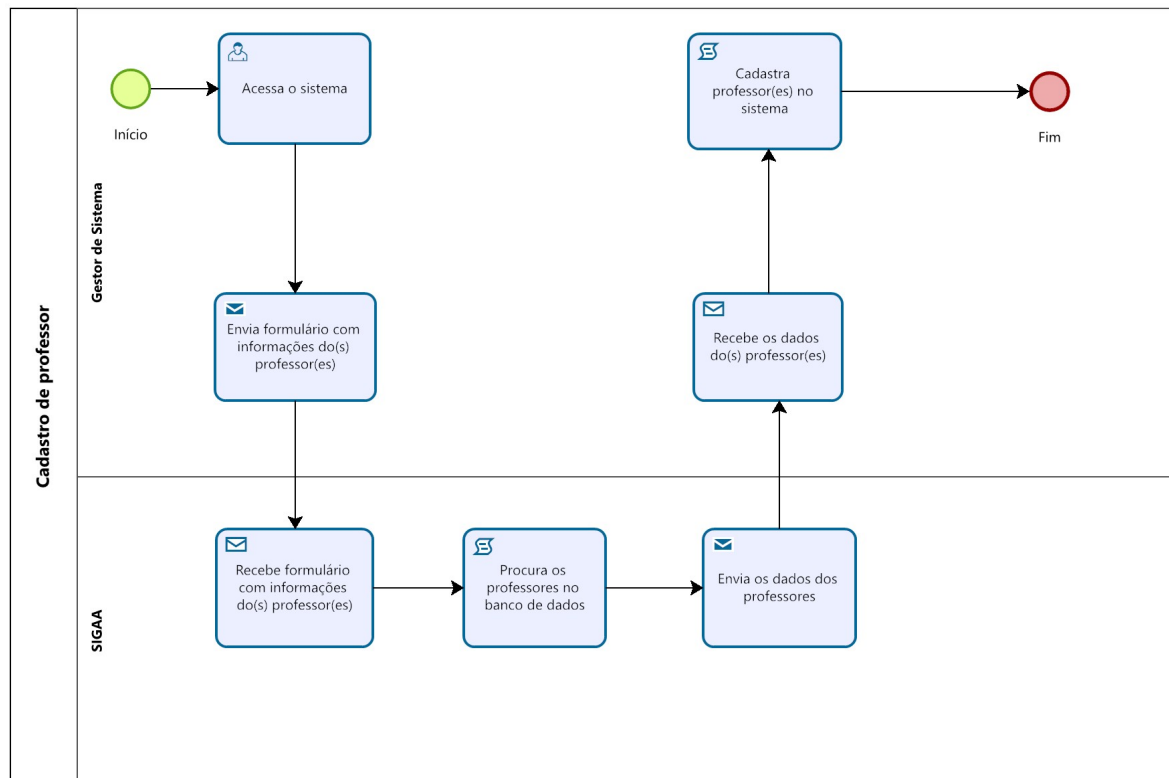 Cadastro de professor
Gestor de Sistema
Início
Acessa o sistema
Envia formulário com
informações do(s)
professor(es)
Cadastra
professor(es) no
sistema
Fim
Recebe os dados
do(s) professor(es)
SIGAA
Recebe formulário
com informações
do(s) professor(es)
Procura os
professores no
banco de dados
Envia os dados dos
professores